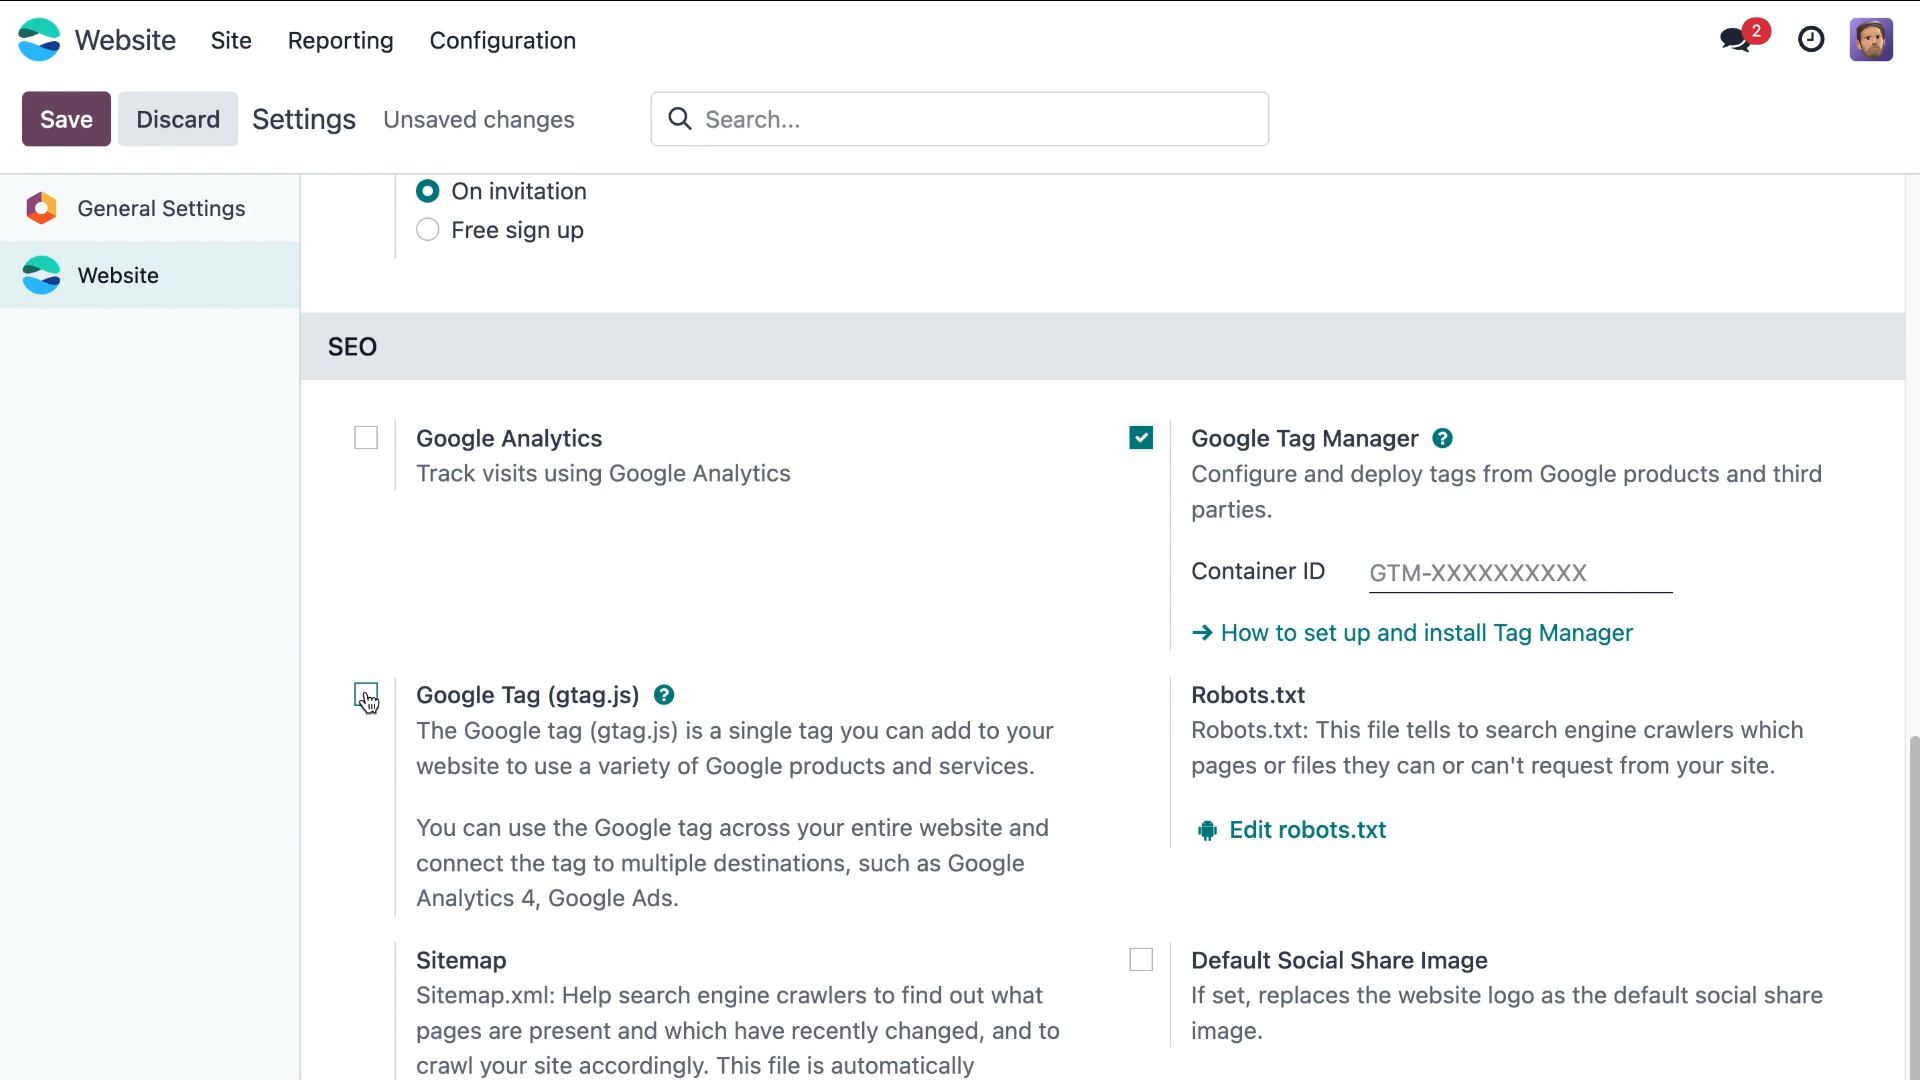 Website Site Reporting Configuration 2
Save Discard Settings Unsaved changes Search...
General Settings
Website
On invitation
Free sign up
SEO
Google Analytics
Track visits using Google Analytics
Google Tag Manager ?
Configure and deploy tags from Google products and third
parties.
Container ID GTM-XXXXXXXXXX
→ How to set up and install Tag Manager
Google Tag (gtag.js) ?
The Google tag (gtag.js) is a single tag you can add to your
website to use a variety of Google products and services.
You can use the Google tag across your entire website and
connect the tag to multiple destinations, such as Google
Analytics 4, Google Ads.
Robots.txt
Robots.txt: This file tells to search engine crawlers which
pages or files they can or can't request from your site.
Edit robots.txt
Sitemap
Sitemap.xml: Help search engine crawlers to find out what
pages are present and which have recently changed, and to
crawl your site accordingly. This file is automatically
Default Social Share Image
If set, replaces the website logo as the default social share
image.